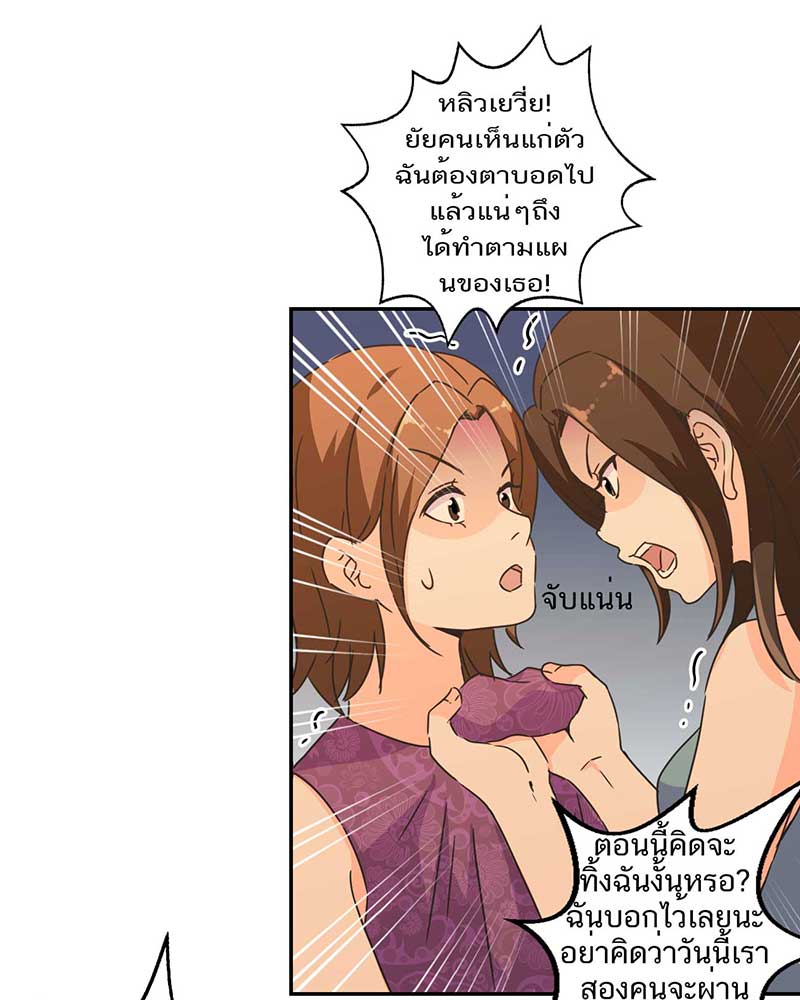 หลิวเยวี่ย!
ยัยคนเห็นแก่ตัว
ฉันต้องตาบอดไป
แล้วแน่ๆถึง
ได้ทำตามแผ
นของเธอ!
จับแน่น
ตอนนี้คิดจะ
ทิ้งฉันงั้นหรอ?
ฉันบอกไว้เลยนะ
อย่าคิดว่าวันนี้เรา
สองคนจะผ่าน